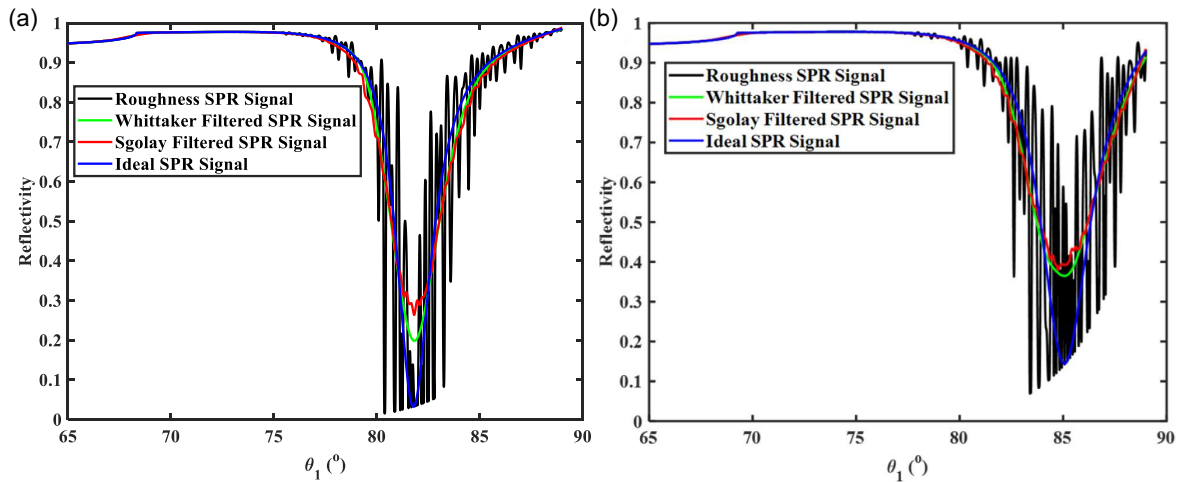 (a)
1
0.9
0.8
0.7
0.6
0.5
0.4
0.3
0.2
0.1
0
Reflectivity
Roughness SPR Signal
Whittaker Filtered SPR Signal
Sgolay Filtered SPR Signal
Ideal SPR Signal
65 70 75 80 85 90
θ1 (o)
(b)
1
0.9
0.8
0.7
0.6
0.5
0.4
0.3
0.2
0.1
0
Reflectivity
Roughness SPR Signal
Whittaker Filtered SPR Signal
Sgolay Filtered SPR Signal
Ideal SPR Signal
65 70 75 80 85 90
θ1 (o)